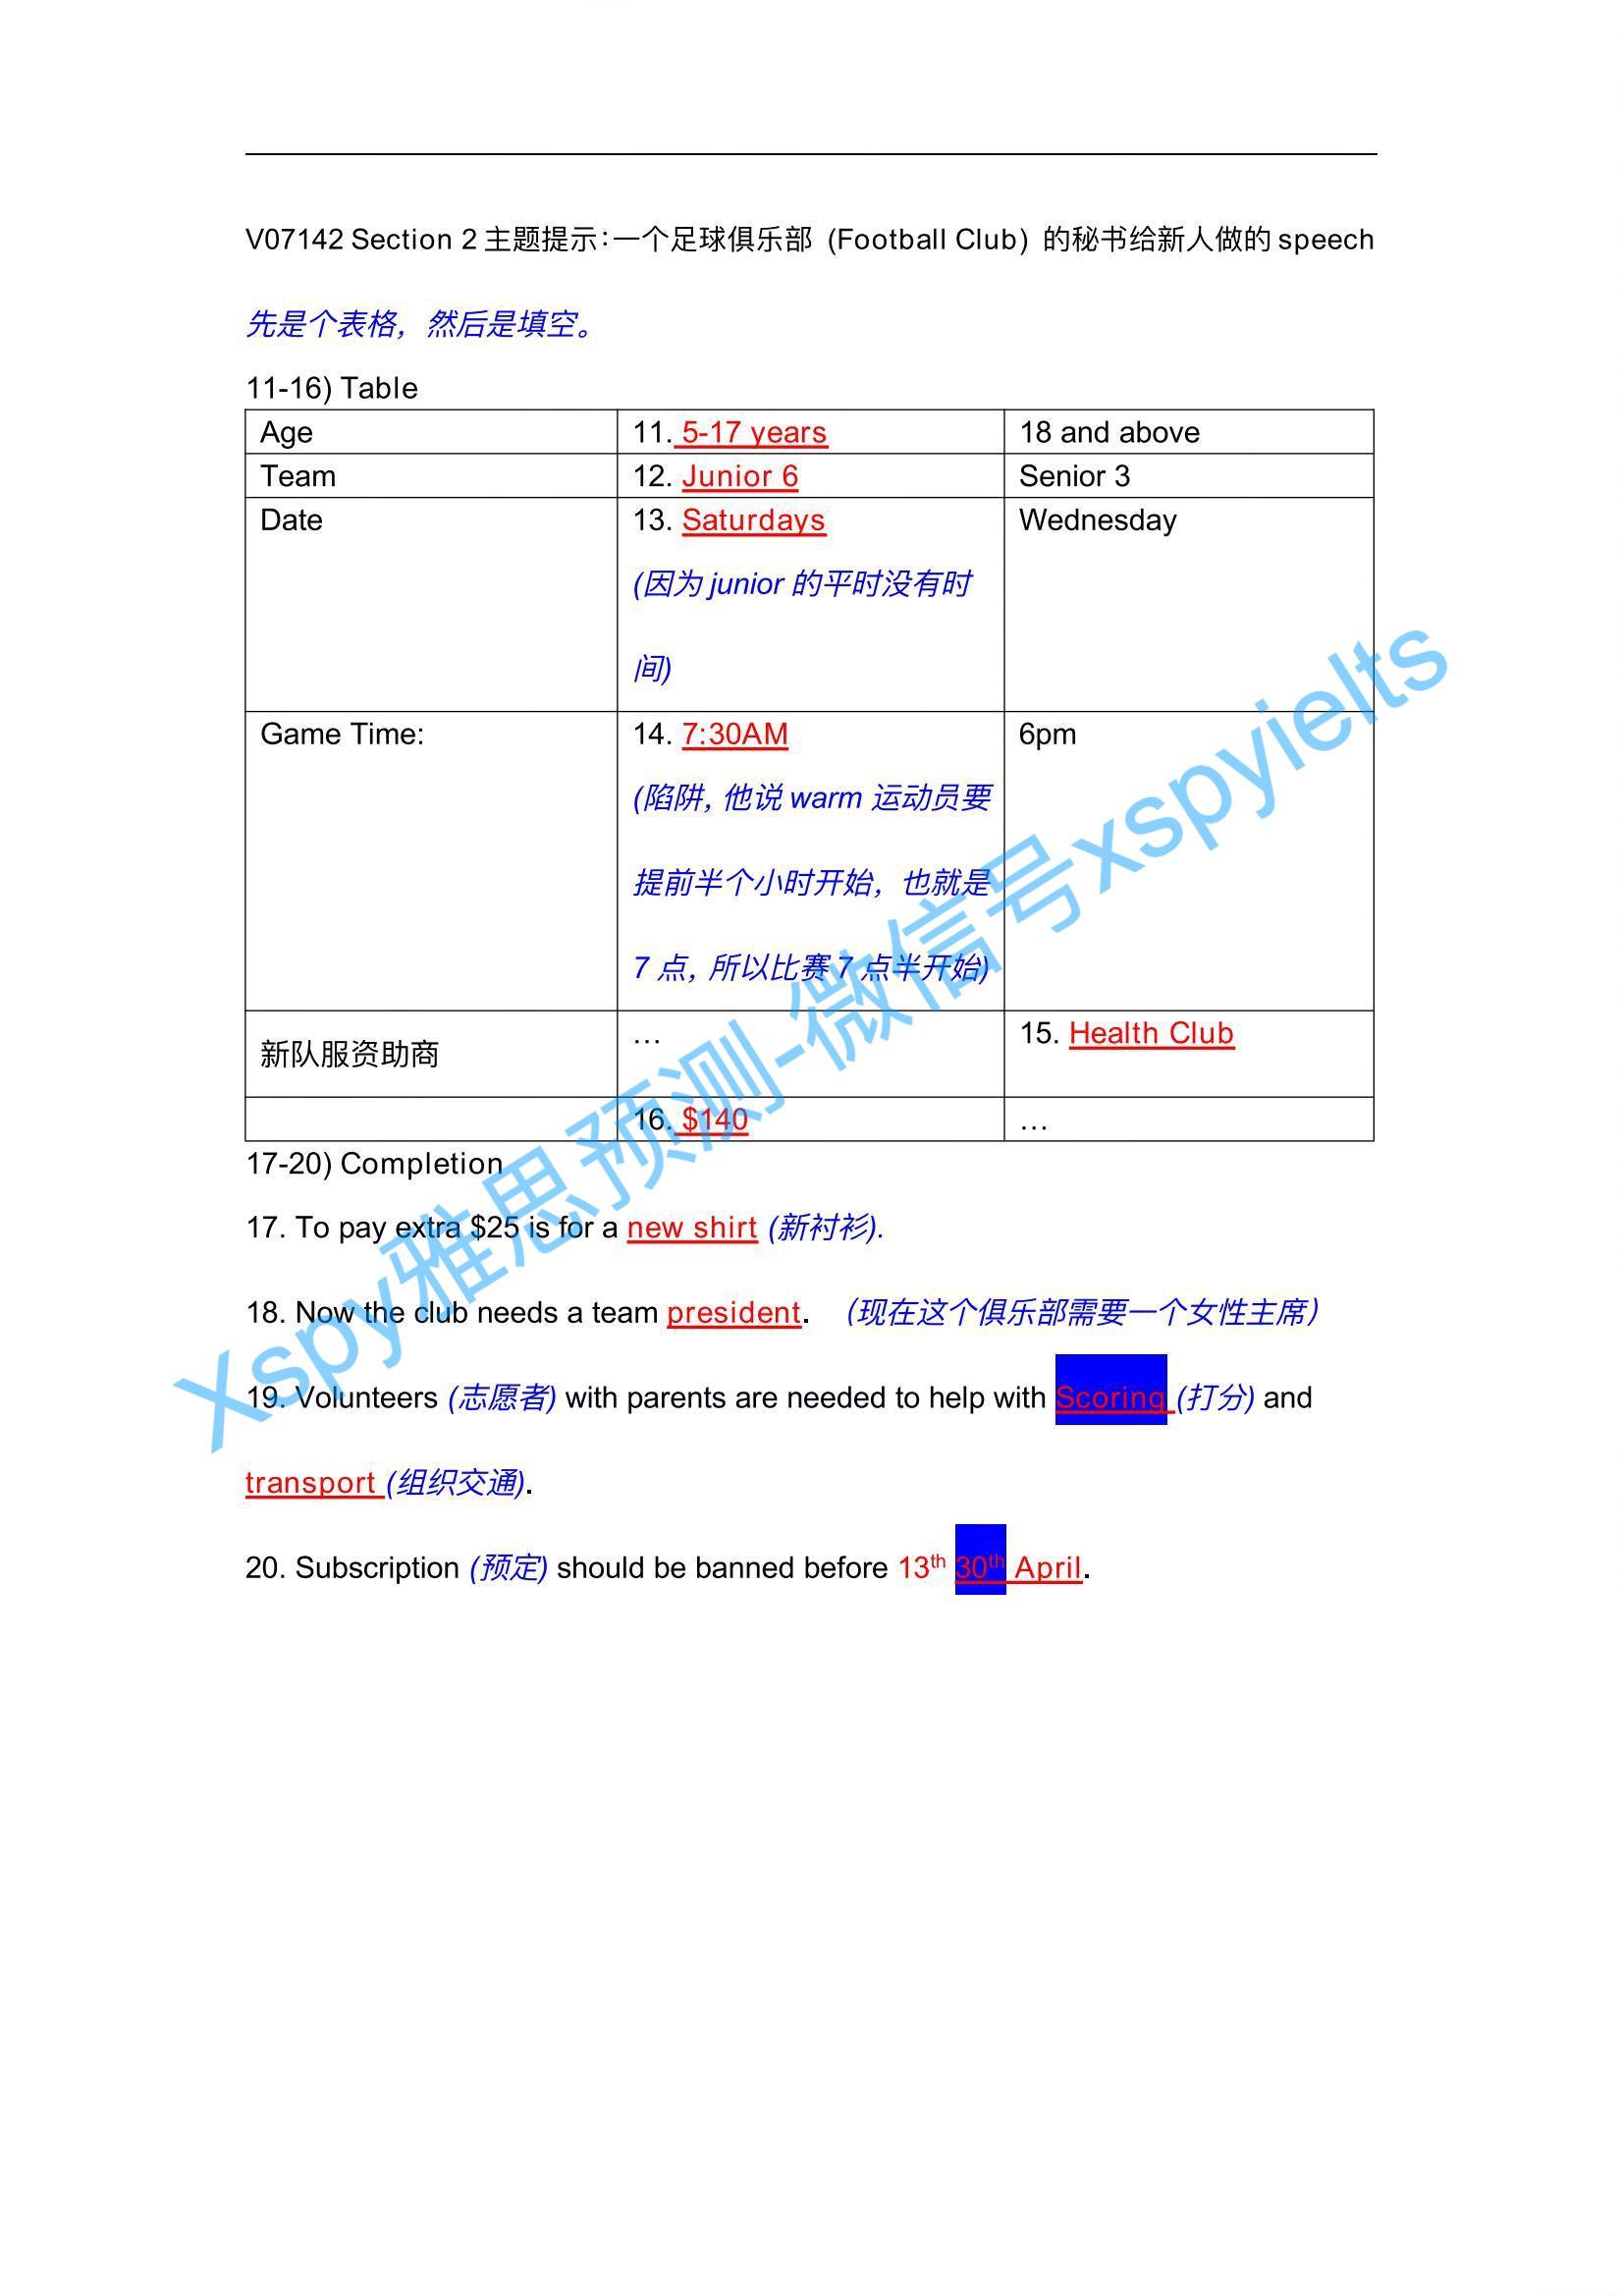 V07142 Section 2 主题提示：一个足球俱乐部 (Football Club) 的秘书给新人做的 speech
先是个表格，然后是填空。
11-16) Table
Age 11. 5-17 years 18 and above
Team 12. Junior 6 Senior 3
Date 13. Saturdays Wednesday
(因为 junior 的平时没有时
间)
Game Time: 14. 7:30AM 6pm
(陷阱，他说 warm 运动员要
提前半个小时开始，也就是
7 点，所以比赛 7 点半开始)
新队服资助商 … 15. Health Club
16. $140 …
17-20) Completion
17. To pay extra $25 is for a new shirt (新衬衫).
18. Now the club needs a team president. （现在这个俱乐部需要一个女性主席）
19. Volunteers (志愿者) with parents are needed to help with Scoring (打分) and
transport (组织交通).
20. Subscription (预定) should be banned before 13th 30th April.
Xspy雅思预测-微信号xspyielts